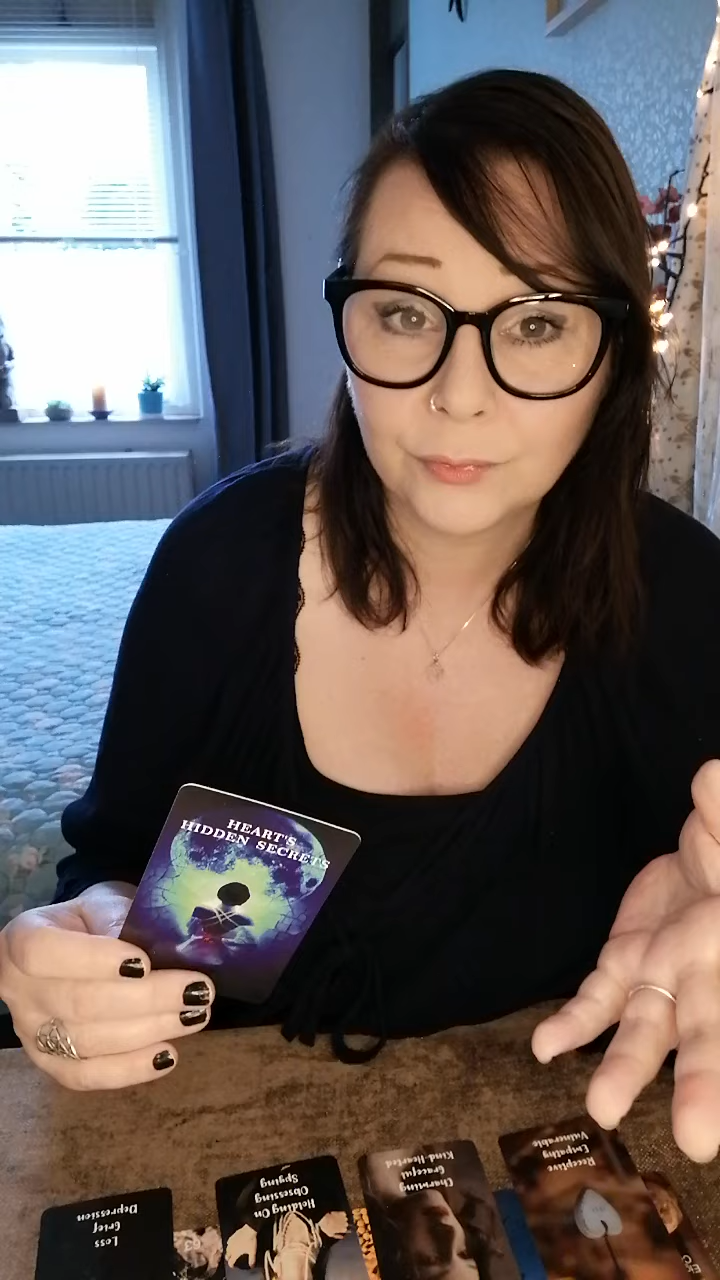 HEART'S
HIDDEN SECRETS
Loss
Grief
Depression
Holding On
Obsessing
Spying
Charming
Graceful
Kind-Hearted
Receptive
Empathy
Vulnerable